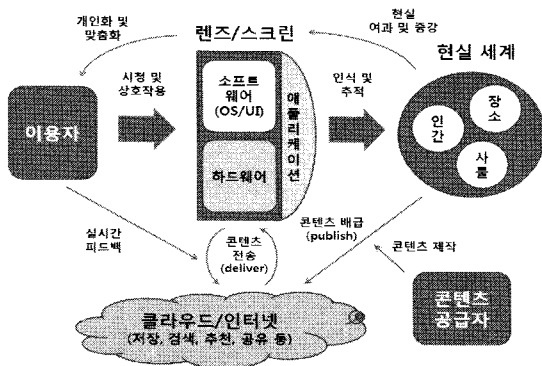 개인화 및
맞춤화
렌즈/스크린
현실
여과 및 증강
현실 세계
시청 및
상호작용
소프트
웨어
(OS/UI)
애플리케이션
인식 및
추적
장소
인간
사물
이용자
하드웨어
실시간
피드백
콘텐츠
전송
(deliver)
콘텐츠 배급
(publish)
콘텐츠 제작
클라우드/인터넷
(저장, 검색, 추천, 공유 등)
콘텐츠
공급자